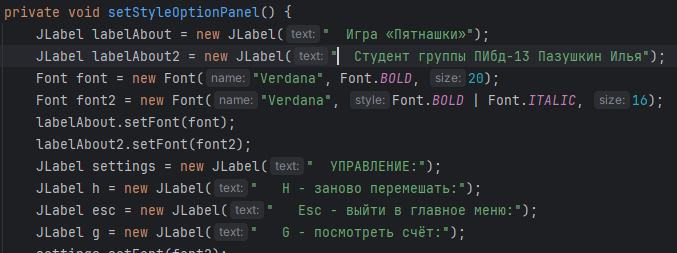 private void setStyleOptionPanel() {
JLabel labelAbout = new JLabel( text: "  Игра «Пятнашки»");
JLabel labelAbout2 = new JLabel( text: "  Студент группы ПИбд-13 Пазушкин Илья");
Font font = new Font( name: "Verdana", Font.BOLD, size: 20);
Font font2 = new Font( name: "Verdana", style: Font.BOLD | Font.ITALIC, size: 16);
labelAbout.setFont(font);
labelAbout2.setFont(font2);
JLabel settings = new JLabel( text: "  УПРАВЛЕНИЕ:");
JLabel h = new JLabel( text: "   H - заново перемешать:");
JLabel esc = new JLabel( text: "   Esc - выйти в главное меню:");
JLabel g = new JLabel( text: "   G - посмотреть счёт:");
settings.setFont(font2);